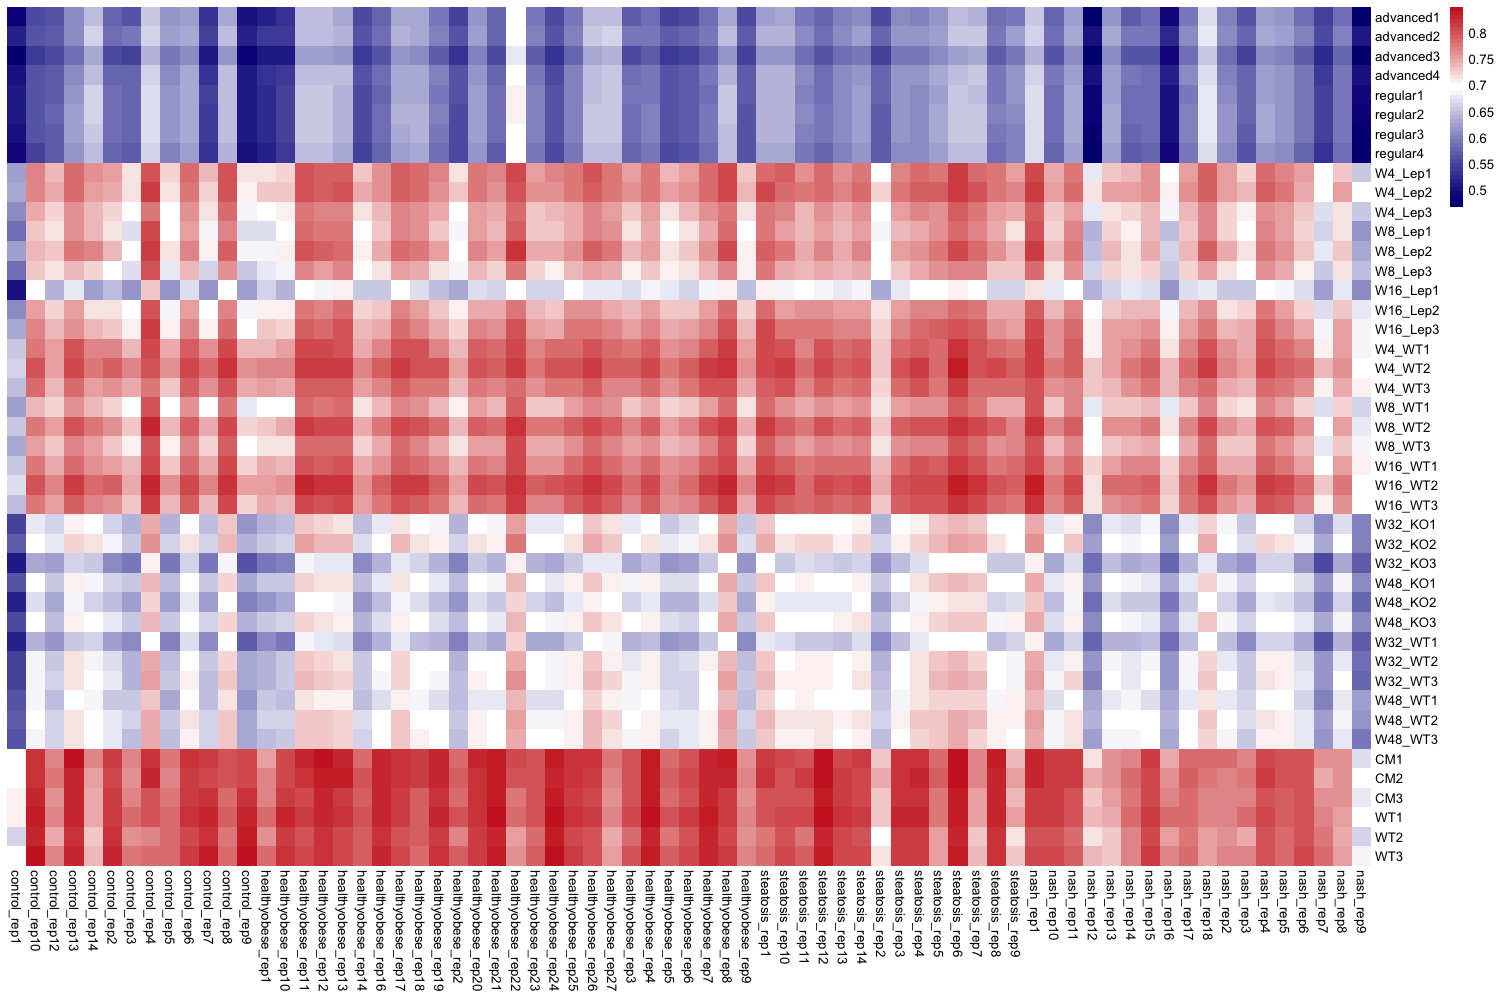 0.8
0.75
0.7
0.65
0.6
0.55
0.5
advanced1
advanced2
advanced3
advanced4
regular1
regular2
regular3
regular4
W4_Lep1
W4_Lep2
W4_Lep3
W8_Lep1
W8_Lep2
W8_Lep3
W16_Lep1
W16_Lep2
W16_Lep3
W4_WT1
W4_WT2
W4_WT3
W8_WT1
W8_WT2
W8_WT3
W16_WT1
W16_WT2
W16_WT3
W32_KO1
W32_KO2
W32_KO3
W48_KO1
W48_KO2
W48_KO3
W32_WT1
W32_WT2
W32_WT3
W48_WT1
W48_WT2
W48_WT3
CM1
CM2
CM3
WT1
WT2
WT3
control_rep1
control_rep10
control_rep12
control_rep13
control_rep14
control_rep2
control_rep3
control_rep4
control_rep5
control_rep6
control_rep7
control_rep8
control_rep9
healthyobese_rep1
healthyobese_rep10
healthyobese_rep11
healthyobese_rep12
healthyobese_rep13
healthyobese_rep14
healthyobese_rep16
healthyobese_rep17
healthyobese_rep18
healthyobese_rep19
healthyobese_rep2
healthyobese_rep20
healthyobese_rep21
healthyobese_rep22
healthyobese_rep23
healthyobese_rep24
healthyobese_rep25
healthyobese_rep26
healthyobese_rep27
healthyobese_rep3
healthyobese_rep4
healthyobese_rep5
healthyobese_rep6
healthyobese_rep7
healthyobese_rep8
healthyobese_rep9
steatosis_rep1
steatosis_rep10
steatosis_rep11
steatosis_rep12
steatosis_rep13
steatosis_rep14
steatosis_rep2
steatosis_rep3
steatosis_rep4
steatosis_rep5
steatosis_rep6
steatosis_rep7
steatosis_rep8
steatosis_rep9
nash_rep1
nash_rep10
nash_rep11
nash_rep12
nash_rep13
nash_rep14
nash_rep15
nash_rep16
nash_rep17
nash_rep18
nash_rep2
nash_rep3
nash_rep4
nash_rep5
nash_rep6
nash_rep7
nash_rep8
nash_rep9